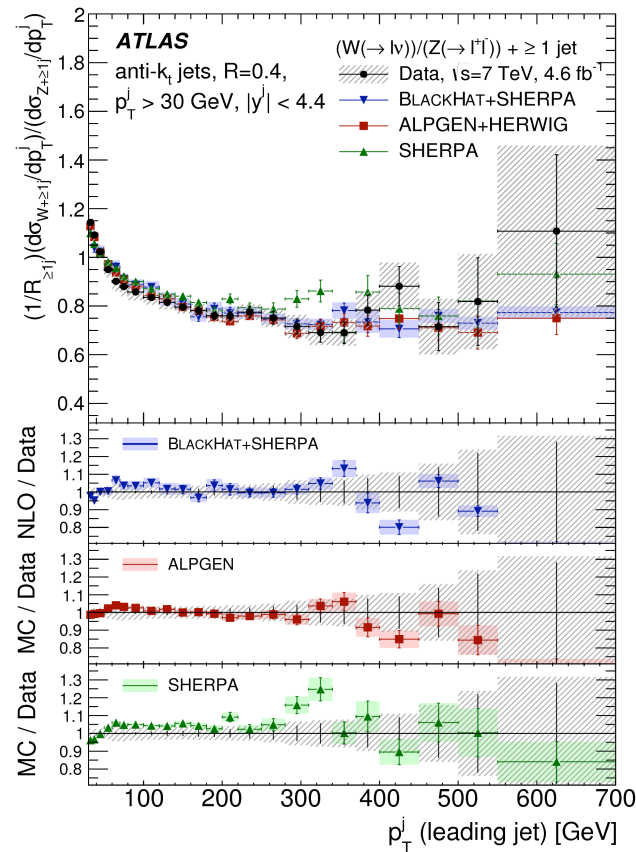 ATLAS
anti-k_t jets, R=0.4,
p_T^j > 30 GeV, |y^j| < 4.4
(W(→ lν))/(Z(→ l⁺l⁻)) + ≥ 1 jet
Data, √s=7 TeV, 4.6 fb⁻¹
BLACKHAT+SHERPA
ALPGEN+HERWIG
SHERPA
(1/R_≥1j)(dσ_W+≥1j/dp_T^j)/(dσ_Z+≥1j/dp_T^j)
2
1.8
1.6
1.4
1.2
1
0.8
0.6
0.4
NLO / Data
BLACKHAT+SHERPA
1.3
1.2
1.1
1
0.9
0.8
MC / Data
ALPGEN
1.3
1.2
1.1
1
0.9
0.8
MC / Data
SHERPA
1.3
1.2
1.1
1
0.9
0.8
100 200 300 400 500 600 700
p_T^j (leading jet) [GeV]